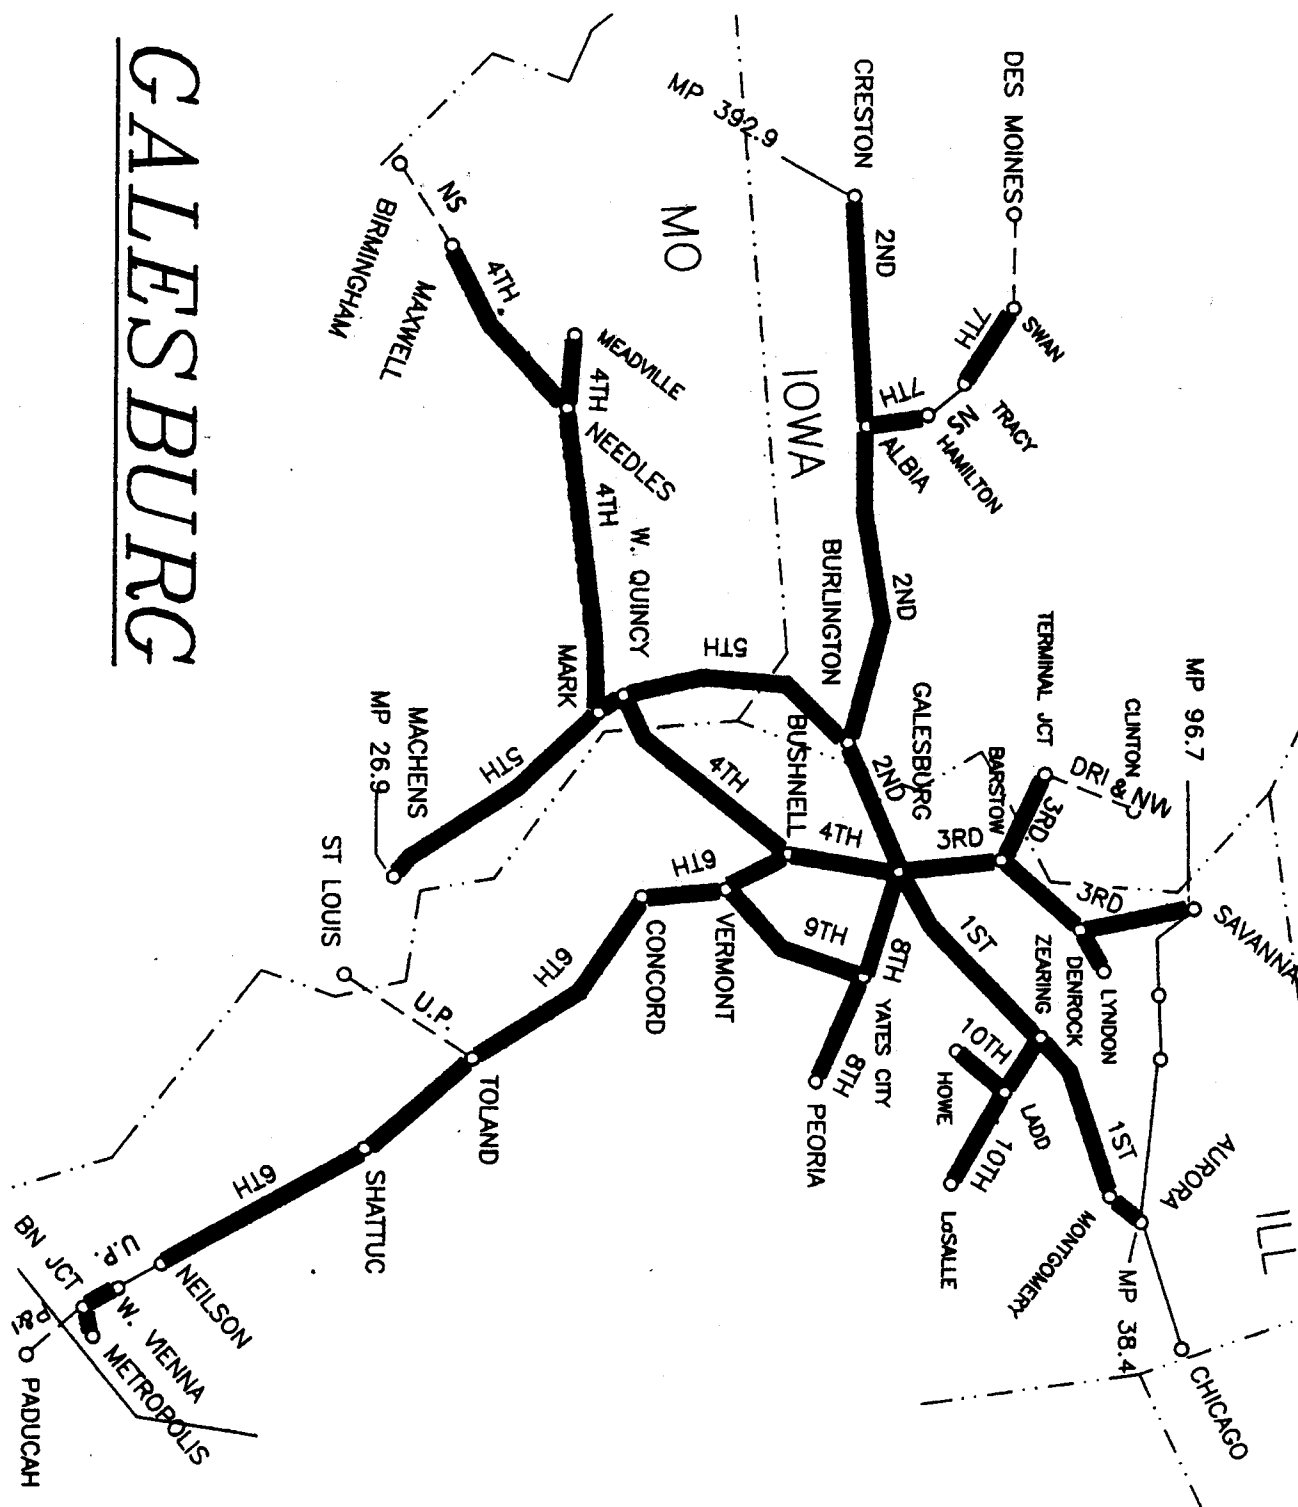 GALESBURG
DES MOINES
CRESTON
MP 392.9
SWAN
7TH
TRACY
NS
HAMILTON
7TH
ALBIA
2ND
IOWA
MO
NS
BIRMINGHAM
MAXWELL
4TH
MEADVILLE
4TH
NEEDLES
4TH
W. QUINCY
MARK
5TH
BURLINGTON
2ND
MACHENS
MP 26.9
5TH
4TH
BUSHNELL
2ND
GALESBURG
4TH
BARSTOW
3RD
TERMINAL JCT
3RD
DRI & NW
CLINTON
MP 96.7
3RD
SAVANNA
LYNDON
DENROCK
ZEARING
1ST
8TH
9TH
6TH
VERMONT
CONCORD
6TH
ST LOUIS
U.P.
TOLAND
YATES CITY
8TH
PEORIA
10TH
HOWE
LADD
10TH
LaSALLE
1ST
AURORA
MONTGOMERY
MP 38.4
ILL
CHICAGO
SHATTUC
6TH
NEILSON
U.P.
BN JCT
W. VIENNA
METROPOLIS
P&I
PADUCAH